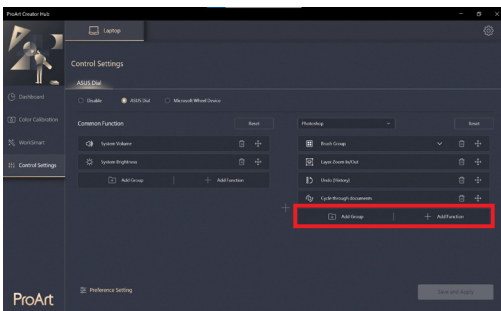 ProArt Creator Hub
Laptop
Control Settings
ASUS Dial
Disable
ASUS Dial
Microsoft Wheel Device
Dashboard
Color Calibration
WorkSmart
Control Settings
Common Function
Reset
System Volume
System Brightness
Add Group
Add Function
Photoshop
Reset
Brush Group
Layer Zoom In/Out
Undo (History)
Cycle through documents
Add Group
Add Function
Preference Setting
Save and Apply
ProArt